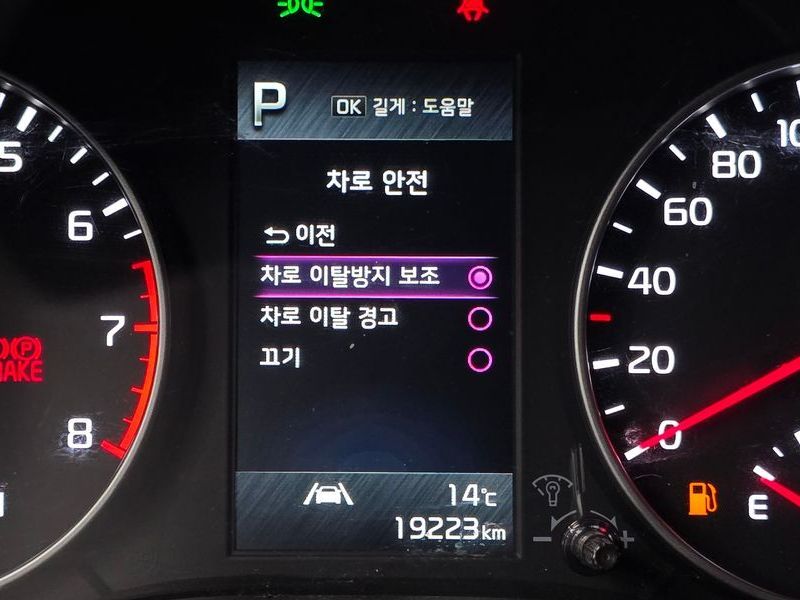 P
OK 길게 : 도움말
차로 안전
이전
차로 이탈방지 보조
차로 이탈 경고
끄기
14℃
19223km
5
6
7
8
P
0
20
40
60
80
E
- +